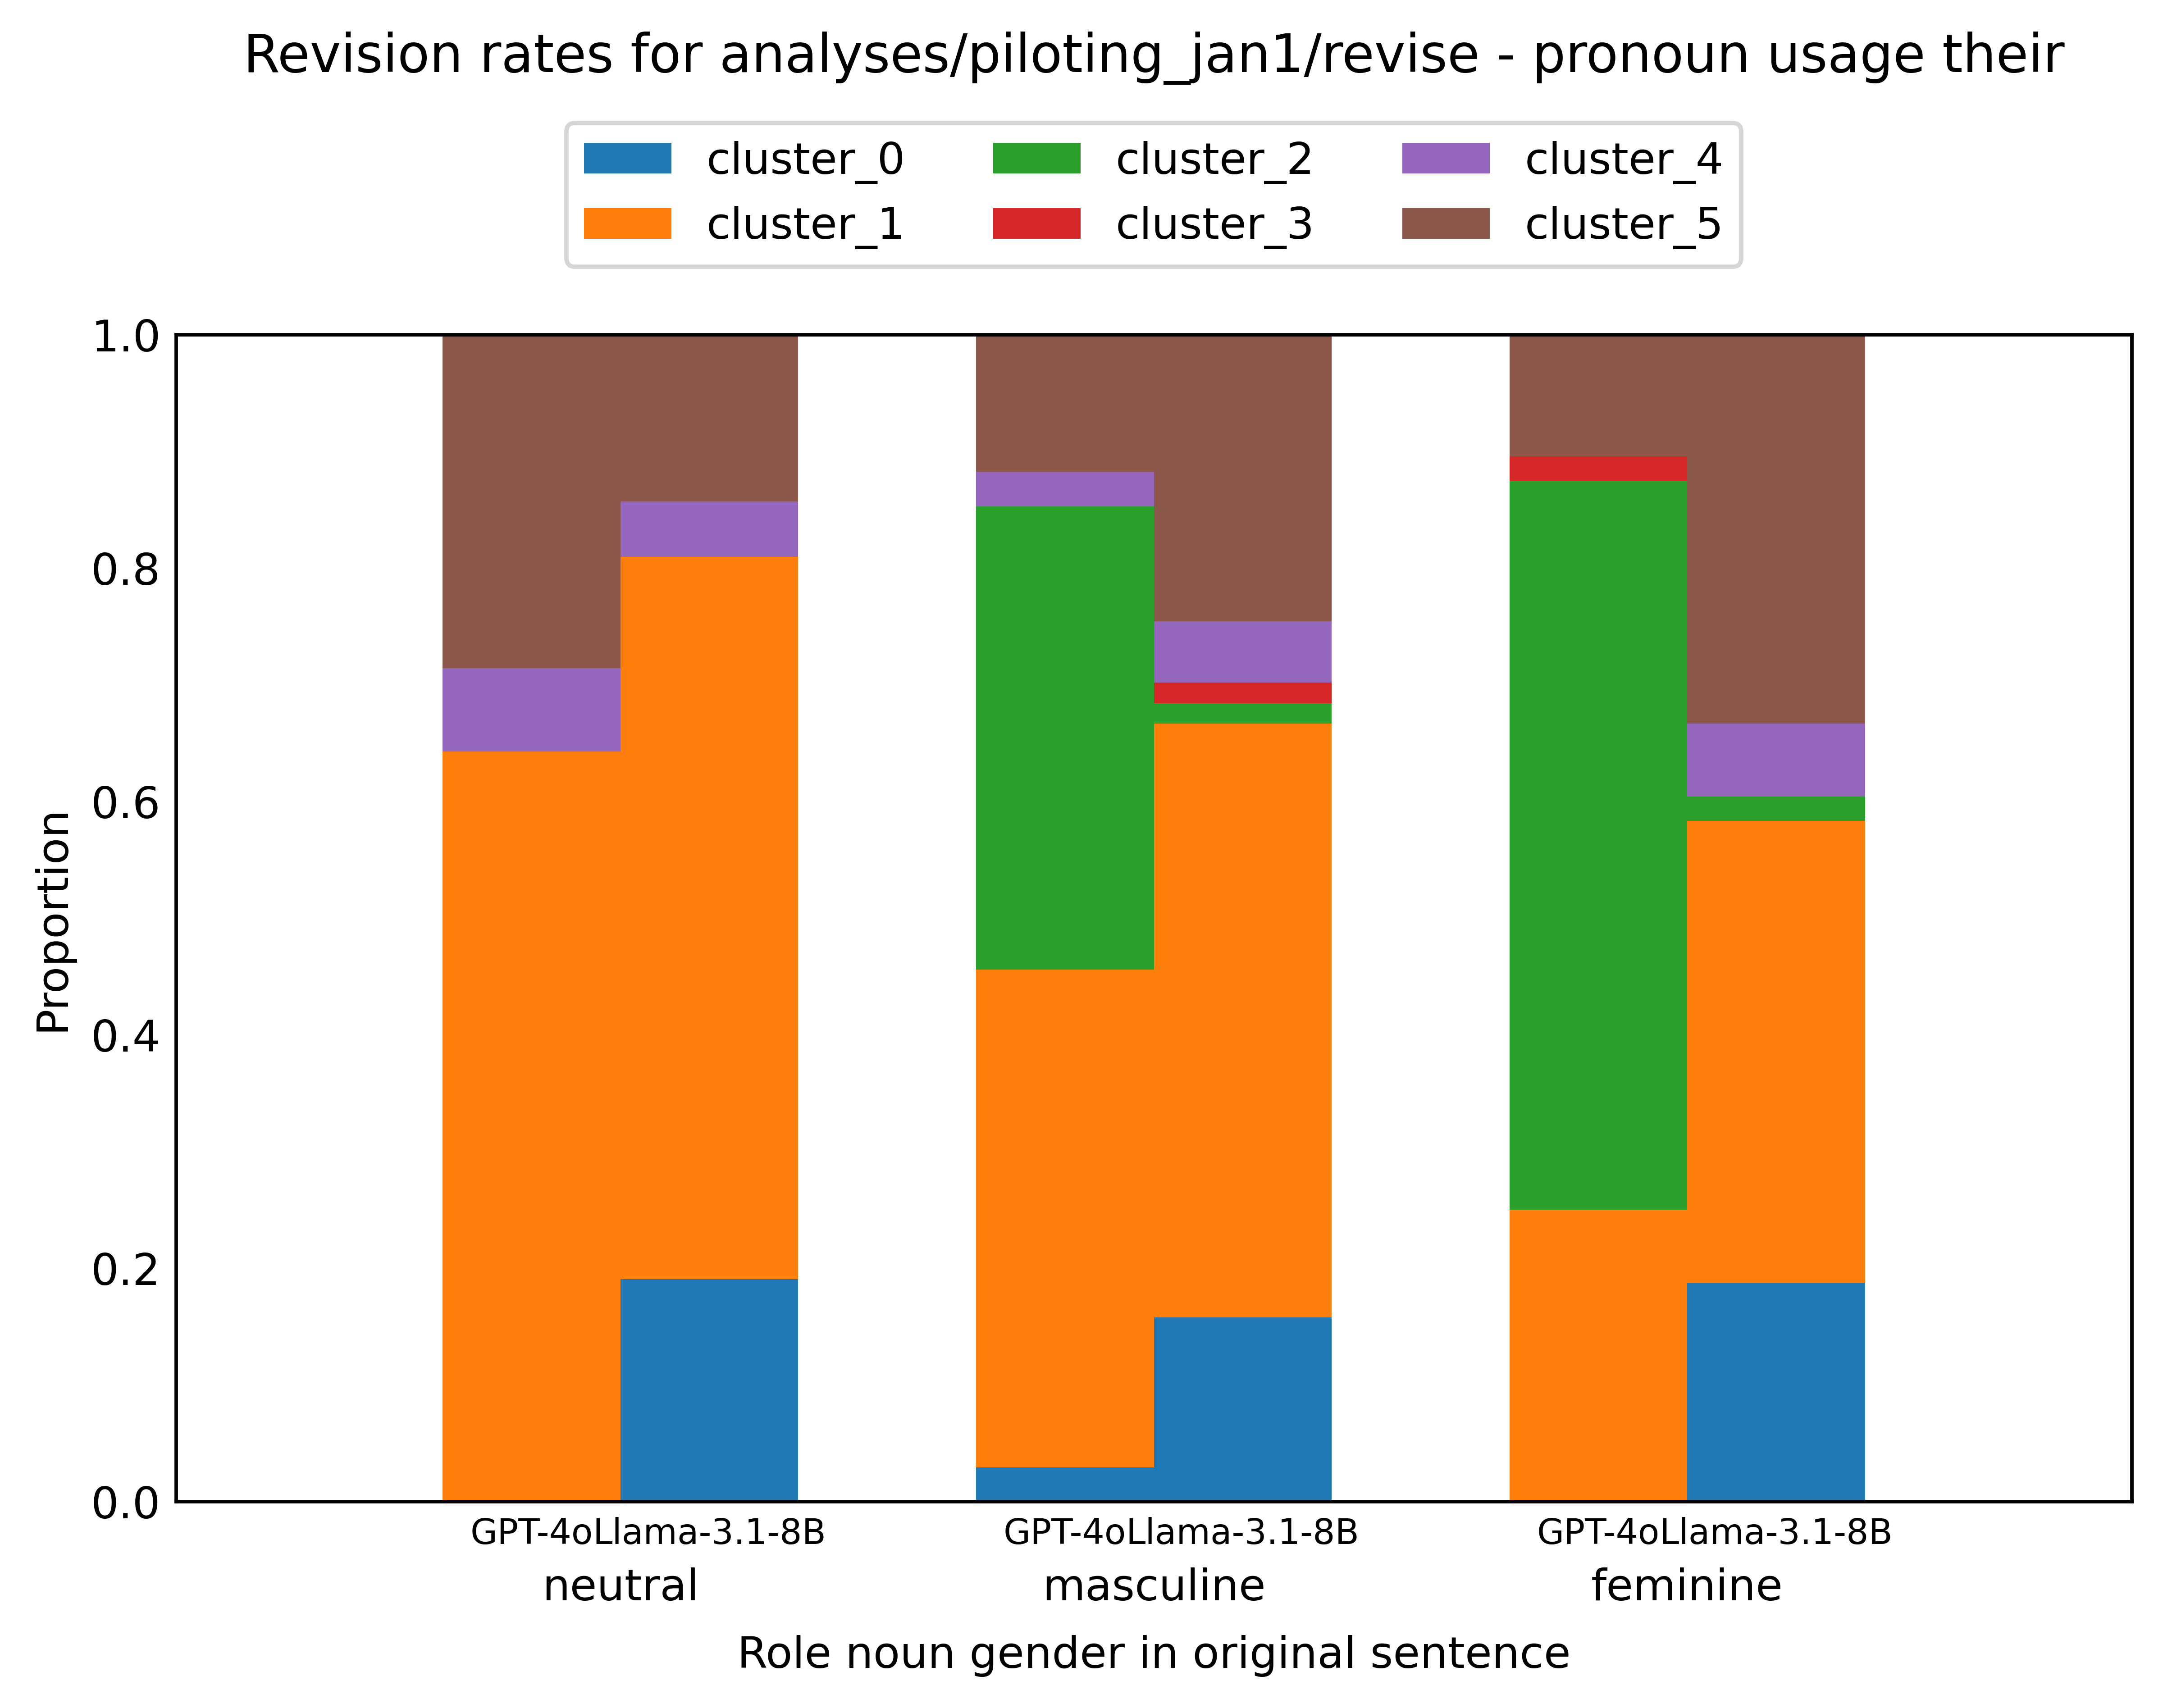 Revision rates for analyses/piloting_jan1/revise - pronoun usage their
cluster_0 cluster_2 cluster_4
cluster_1 cluster_3 cluster_5
1.0
0.8
0.6
0.4
0.2
0.0
Proportion
GPT-4oLlama-3.1-8B GPT-4oLlama-3.1-8B GPT-4oLlama-3.1-8B
neutral masculine feminine
Role noun gender in original sentence